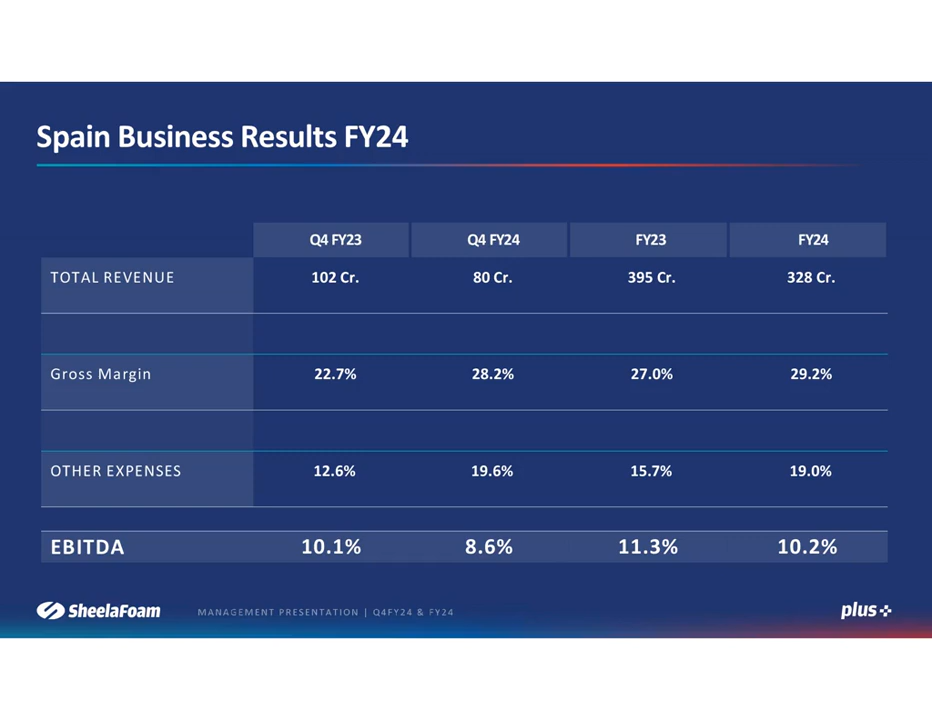 Spain Business Results FY24
Q4 FY23 Q4 FY24 FY23 FY24
TOTAL REVENUE 102 Cr. 80 Cr. 395 Cr. 328 Cr.
Gross Margin 22.7% 28.2% 27.0% 29.2%
OTHER EXPENSES 12.6% 19.6% 15.7% 19.0%
EBITDA 10.1% 8.6% 11.3% 10.2%
SheelaFoam MANAGEMENT PRESENTATION | Q4FY24 & FY24 plus